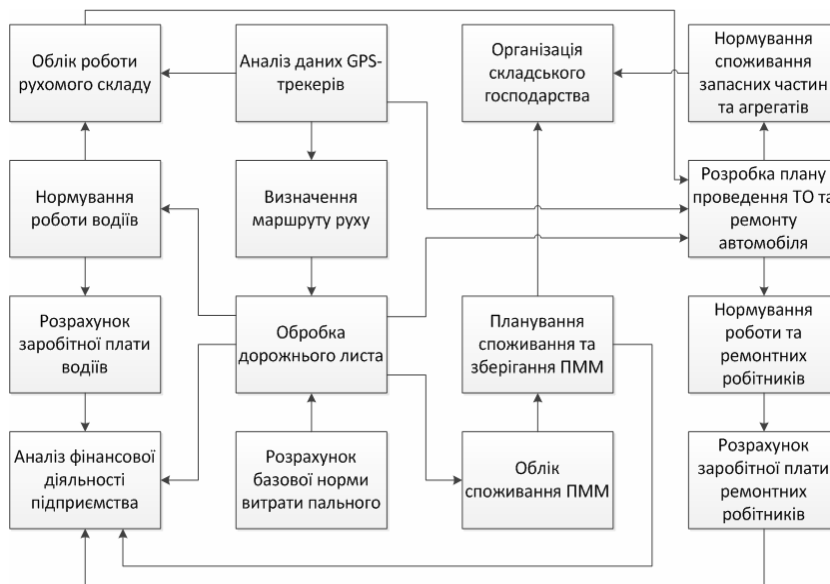 Облік роботи
рухомого складу
Аналіз даних GPS-
трекерів
Організація
складського
господарства
Нормування
споживання
запасних частин
та агрегатів
Нормування
роботи водіїв
Визначення
маршруту руху
Розробка плану
проведення ТО та
ремонту
автомобіля
Розрахунок
заробітної плати
водіїв
Обробка
дорожнього листа
Планування
споживання та
зберігання ПММ
Нормування
роботи та
ремонтних
робітників
Аналіз фінансової
діяльності
підприємства
Розрахунок
базової норми
витрати пального
Облік
споживання ПММ
Розрахунок
заробітної плати
ремонтних
робітників